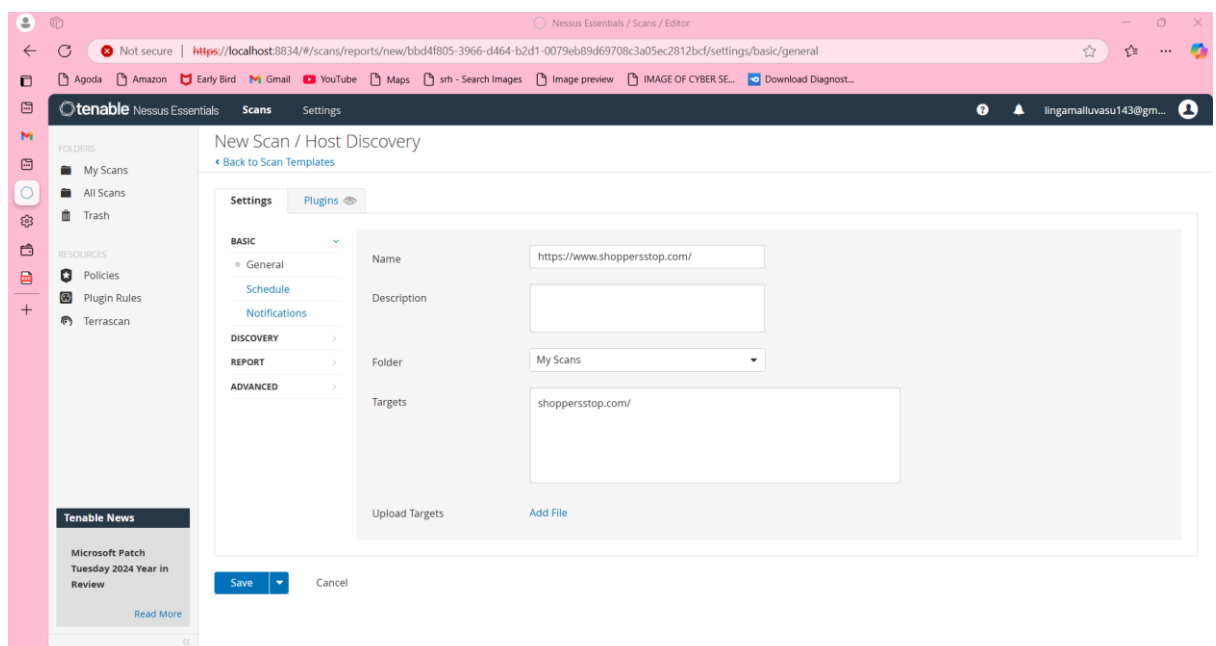 Nessus Essentials / Scans / Editor
Not secure | https://localhost:8834/#/scans/reports/new/bbd4f805-3966-d464-b2d1-0079eb89d69708c3a05ec2812bcf/settings/basic/general
Agoda Amazon Early Bird Gmail YouTube Maps srh - Search Images Image preview IMAGE OF CYBER SE... Download Diagnost...
tenable Nessus Essentials Scans Settings lingamalluvasu143@gm...
FOLDERS
My Scans
All Scans
Trash
RESOURCES
Policies
Plugin Rules
Terrascan
Tenable News
Microsoft Patch
Tuesday 2024 Year in
Review
Read More
New Scan / Host Discovery
Back to Scan Templates
Settings Plugins
BASIC
General
Schedule
Notifications
DISCOVERY
REPORT
ADVANCED
Name https://www.shoppersstop.com/
Description
Folder My Scans
Targets shoppersstop.com/
Upload Targets Add File
Save Cancel